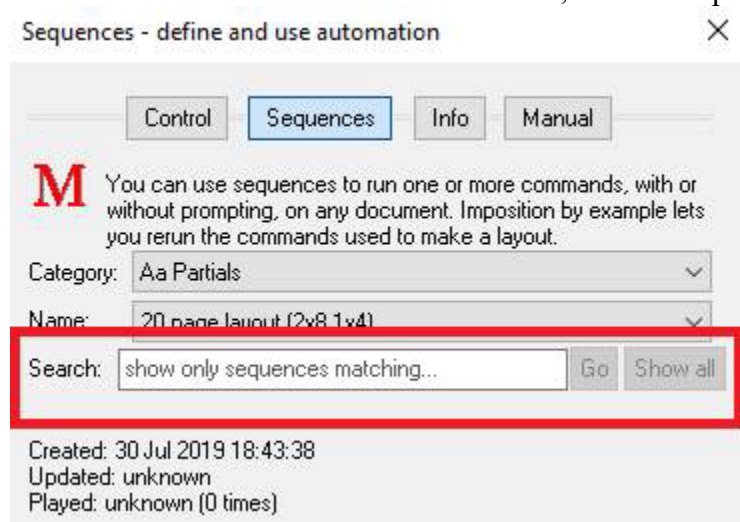 Sequences - define and use automation
Control Sequences Info Manual
M
You can use sequences to run one or more commands, with or
without prompting, on any document. Imposition by example lets
you rerun the commands used to make a layout.
Category: Aa Partials
Name: 20 page layout (2x8,1x4)
Search: show only sequences matching... Go Show all
Created: 30 Jul 2019 18:43:38
Updated: unknown
Played: unknown (0 times)